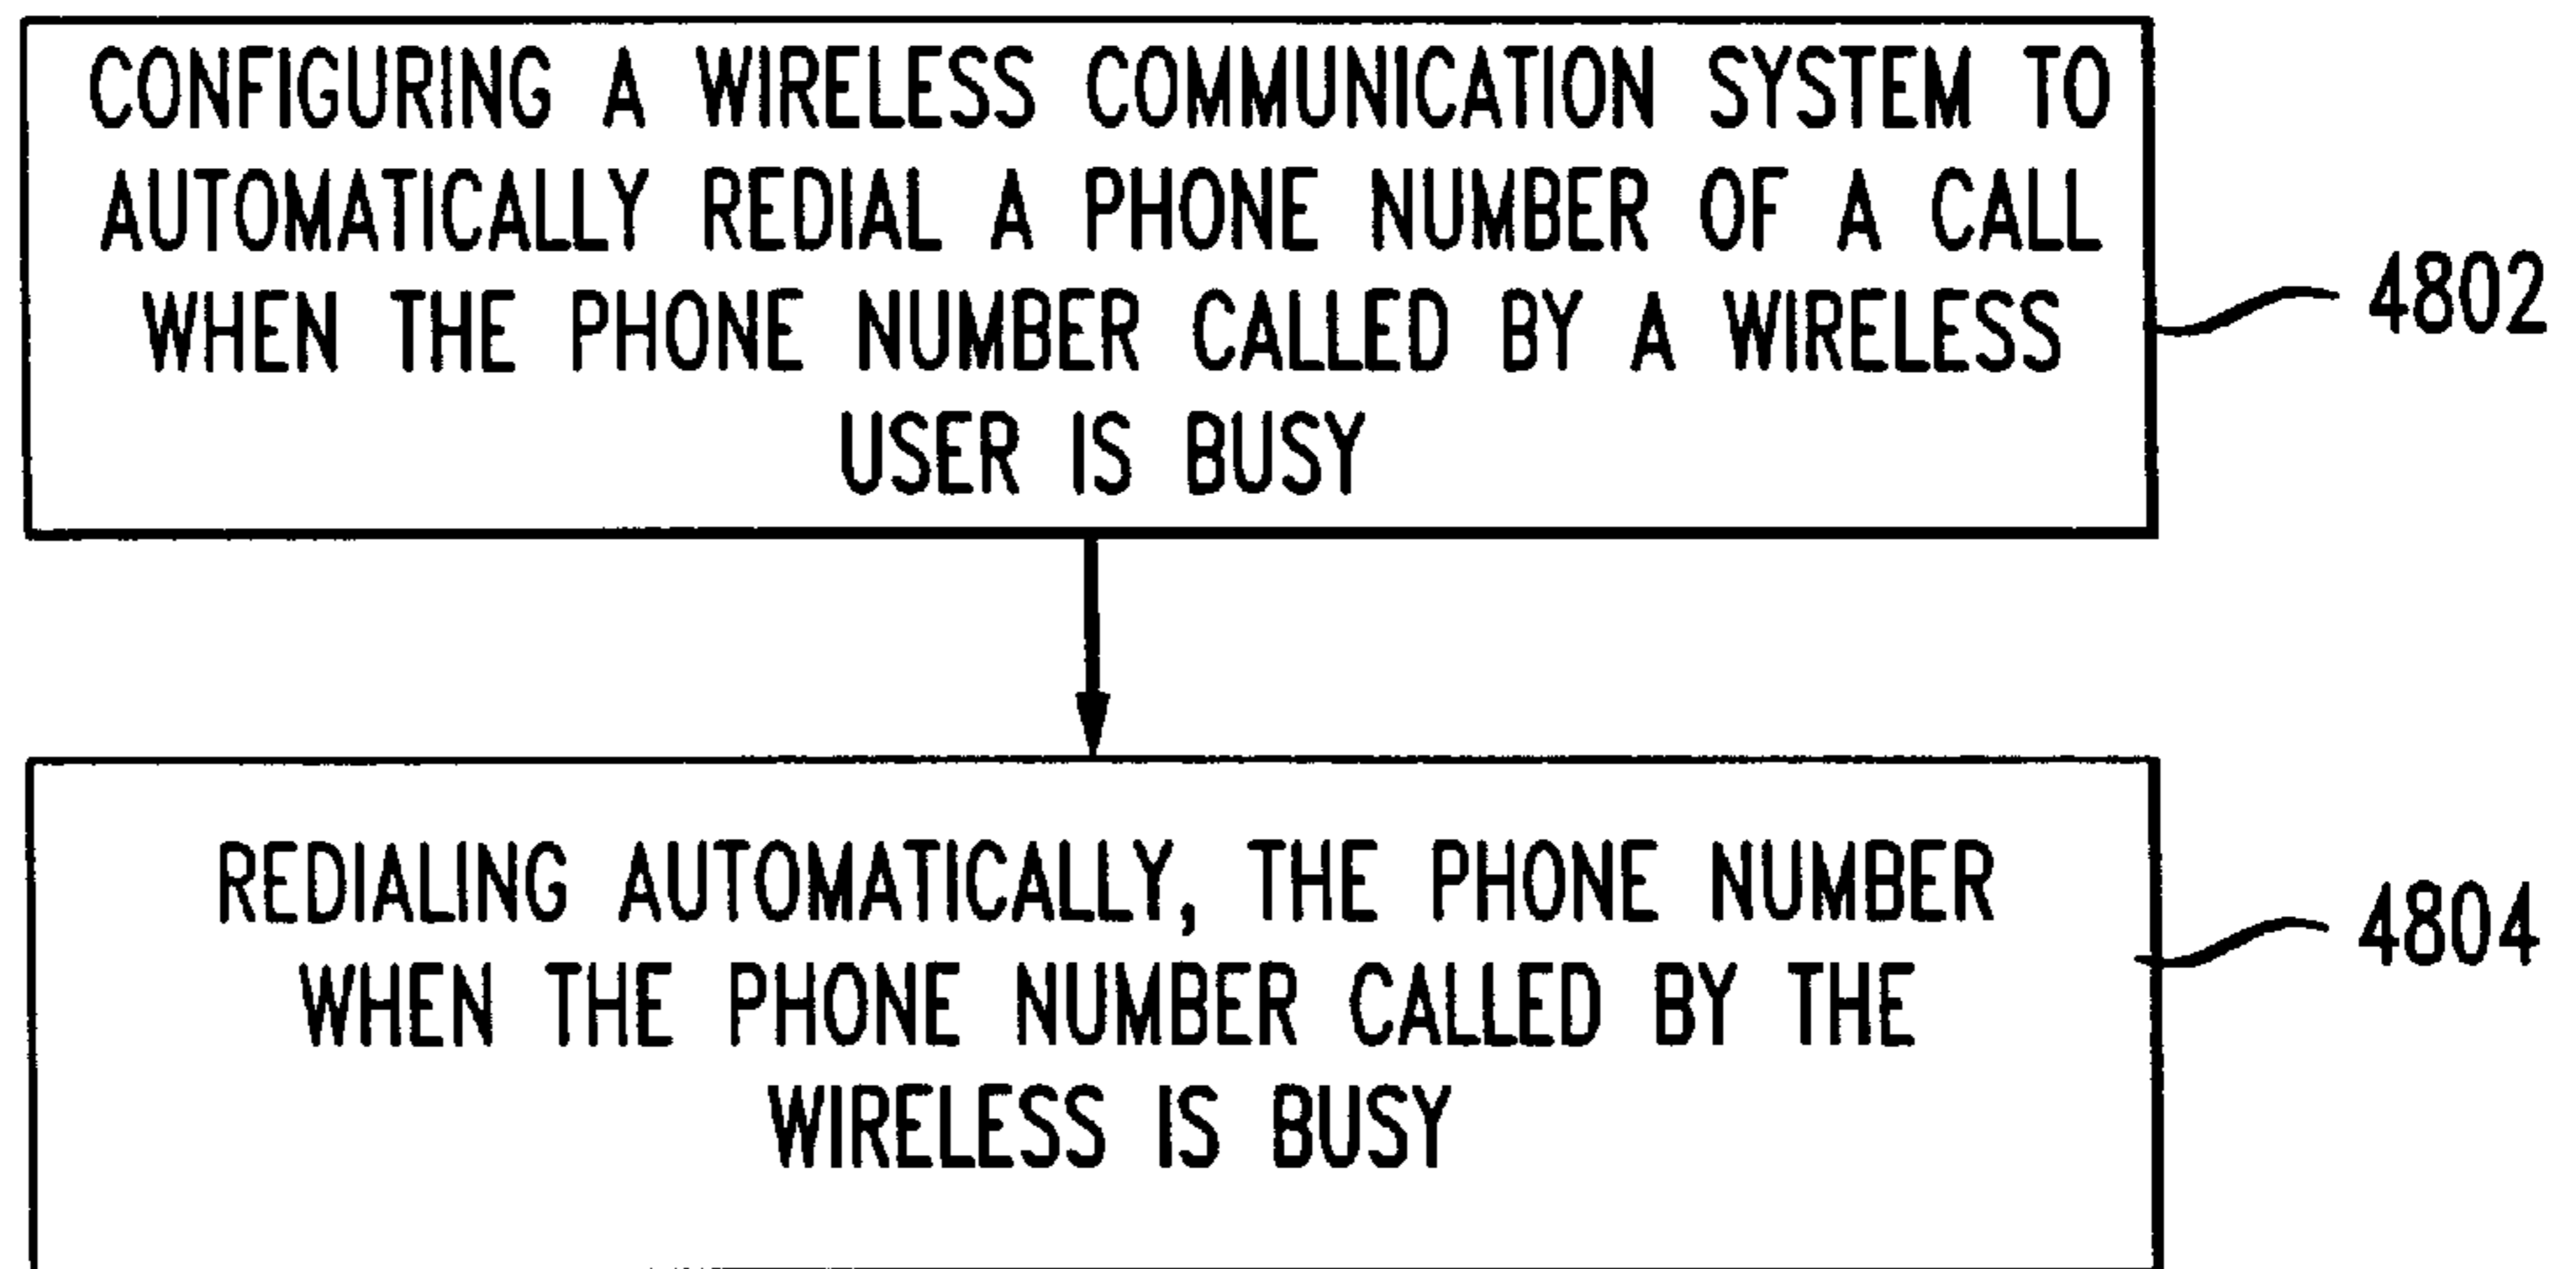 CONFIGURING A WIRELESS COMMUNICATION SYSTEM TO
AUTOMATICALLY REDIAL A PHONE NUMBER OF A CALL
WHEN THE PHONE NUMBER CALLED BY A WIRELESS
USER IS BUSY
4802
REDIALING AUTOMATICALLY, THE PHONE NUMBER
WHEN THE PHONE NUMBER CALLED BY THE
WIRELESS IS BUSY
4804